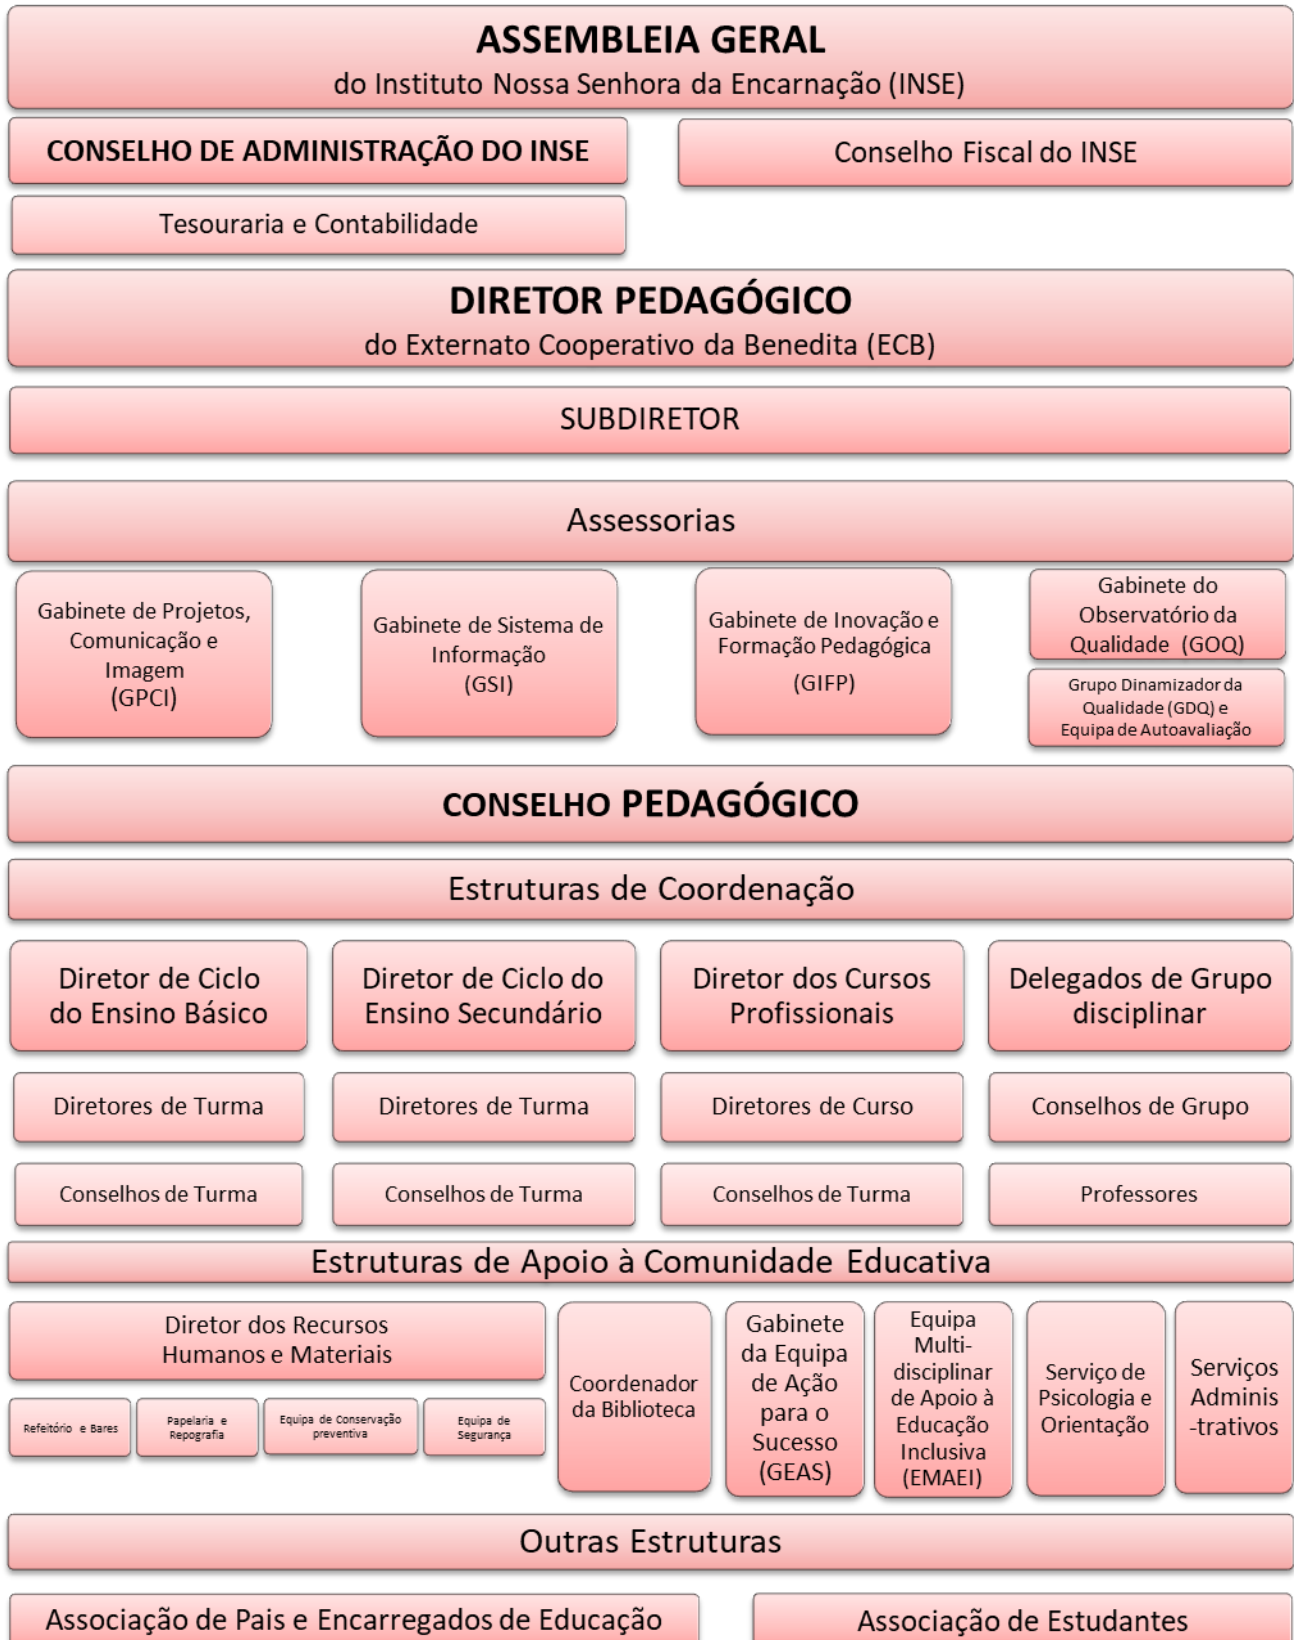 ASSEMBLEIA GERAL
do Instituto Nossa Senhora da Encarnação (INSE)
CONSELHO DE ADMINISTRAÇÃO DO INSE
Conselho Fiscal do INSE
Tesouraria e Contabilidade
DIRETOR PEDAGÓGICO
do Externato Cooperativo da Benedita (ECB)
SUBDIRETOR
Assessorias
Gabinete de Projetos,
Comunicação e
Imagem
(GPCI)
Gabinete de Sistema de
Informação
(GSI)
Gabinete de Inovação e
Formação Pedagógica
(GIFP)
Gabinete do
Observatório da
Qualidade (GOQ)
Grupo Dinamizador da
Qualidade (GDQ) e
Equipa de Autoavaliação
CONSELHO PEDAGÓGICO
Estruturas de Coordenação
Diretor de Ciclo
do Ensino Básico
Diretor de Ciclo do
Ensino Secundário
Diretor dos Cursos
Profissionais
Delegados de Grupo
disciplinar
Diretores de Turma
Diretores de Turma
Diretores de Curso
Conselhos de Grupo
Conselhos de Turma
Conselhos de Turma
Conselhos de Turma
Professores
Estruturas de Apoio à Comunidade Educativa
Diretor dos Recursos
Humanos e Materiais
Refeitório e Bares
Papelaria e
Reprografia
Equipa de Conservação
preventiva
Equipa de
Segurança
Coordenador
da Biblioteca
Gabinete
da Equipa
de Ação
para o
Sucesso
(GEAS)
Equipa
Multi-
disciplinar
de Apoio à
Educação
Inclusiva
(EMAEI)
Serviço de
Psicologia e
Orientação
Serviços
Adminis
-trativos
Outras Estruturas
Associação de Pais e Encarregados de Educação
Associação de Estudantes